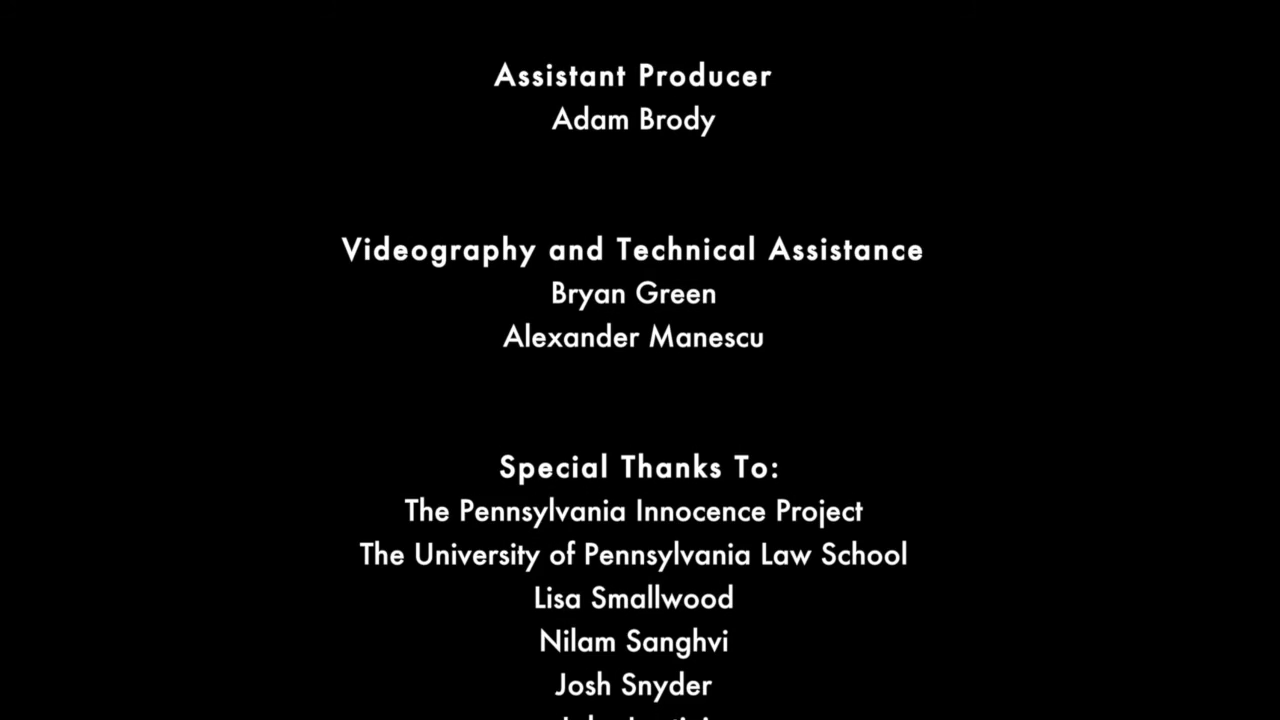 Assistant Producer
Adam Brody
Videography and Technical Assistance
Bryan Green
Alexander Manescu
Special Thanks To:
The Pennsylvania Innocence Project
The University of Pennsylvania Law School
Lisa Smallwood
Nilam Sanghvi
Josh Snyder